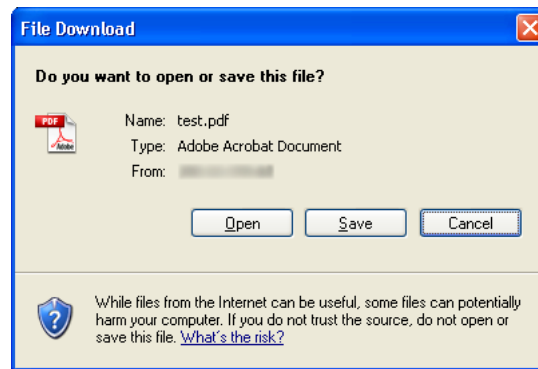 File Download
Do you want to open or save this file?
PDF
Adobe
Name: test.pdf
Type: Adobe Acrobat Document
From:
Open Save Cancel
While files from the Internet can be useful, some files can potentially
harm your computer. If you do not trust the source, do not open or
save this file. What's the risk?